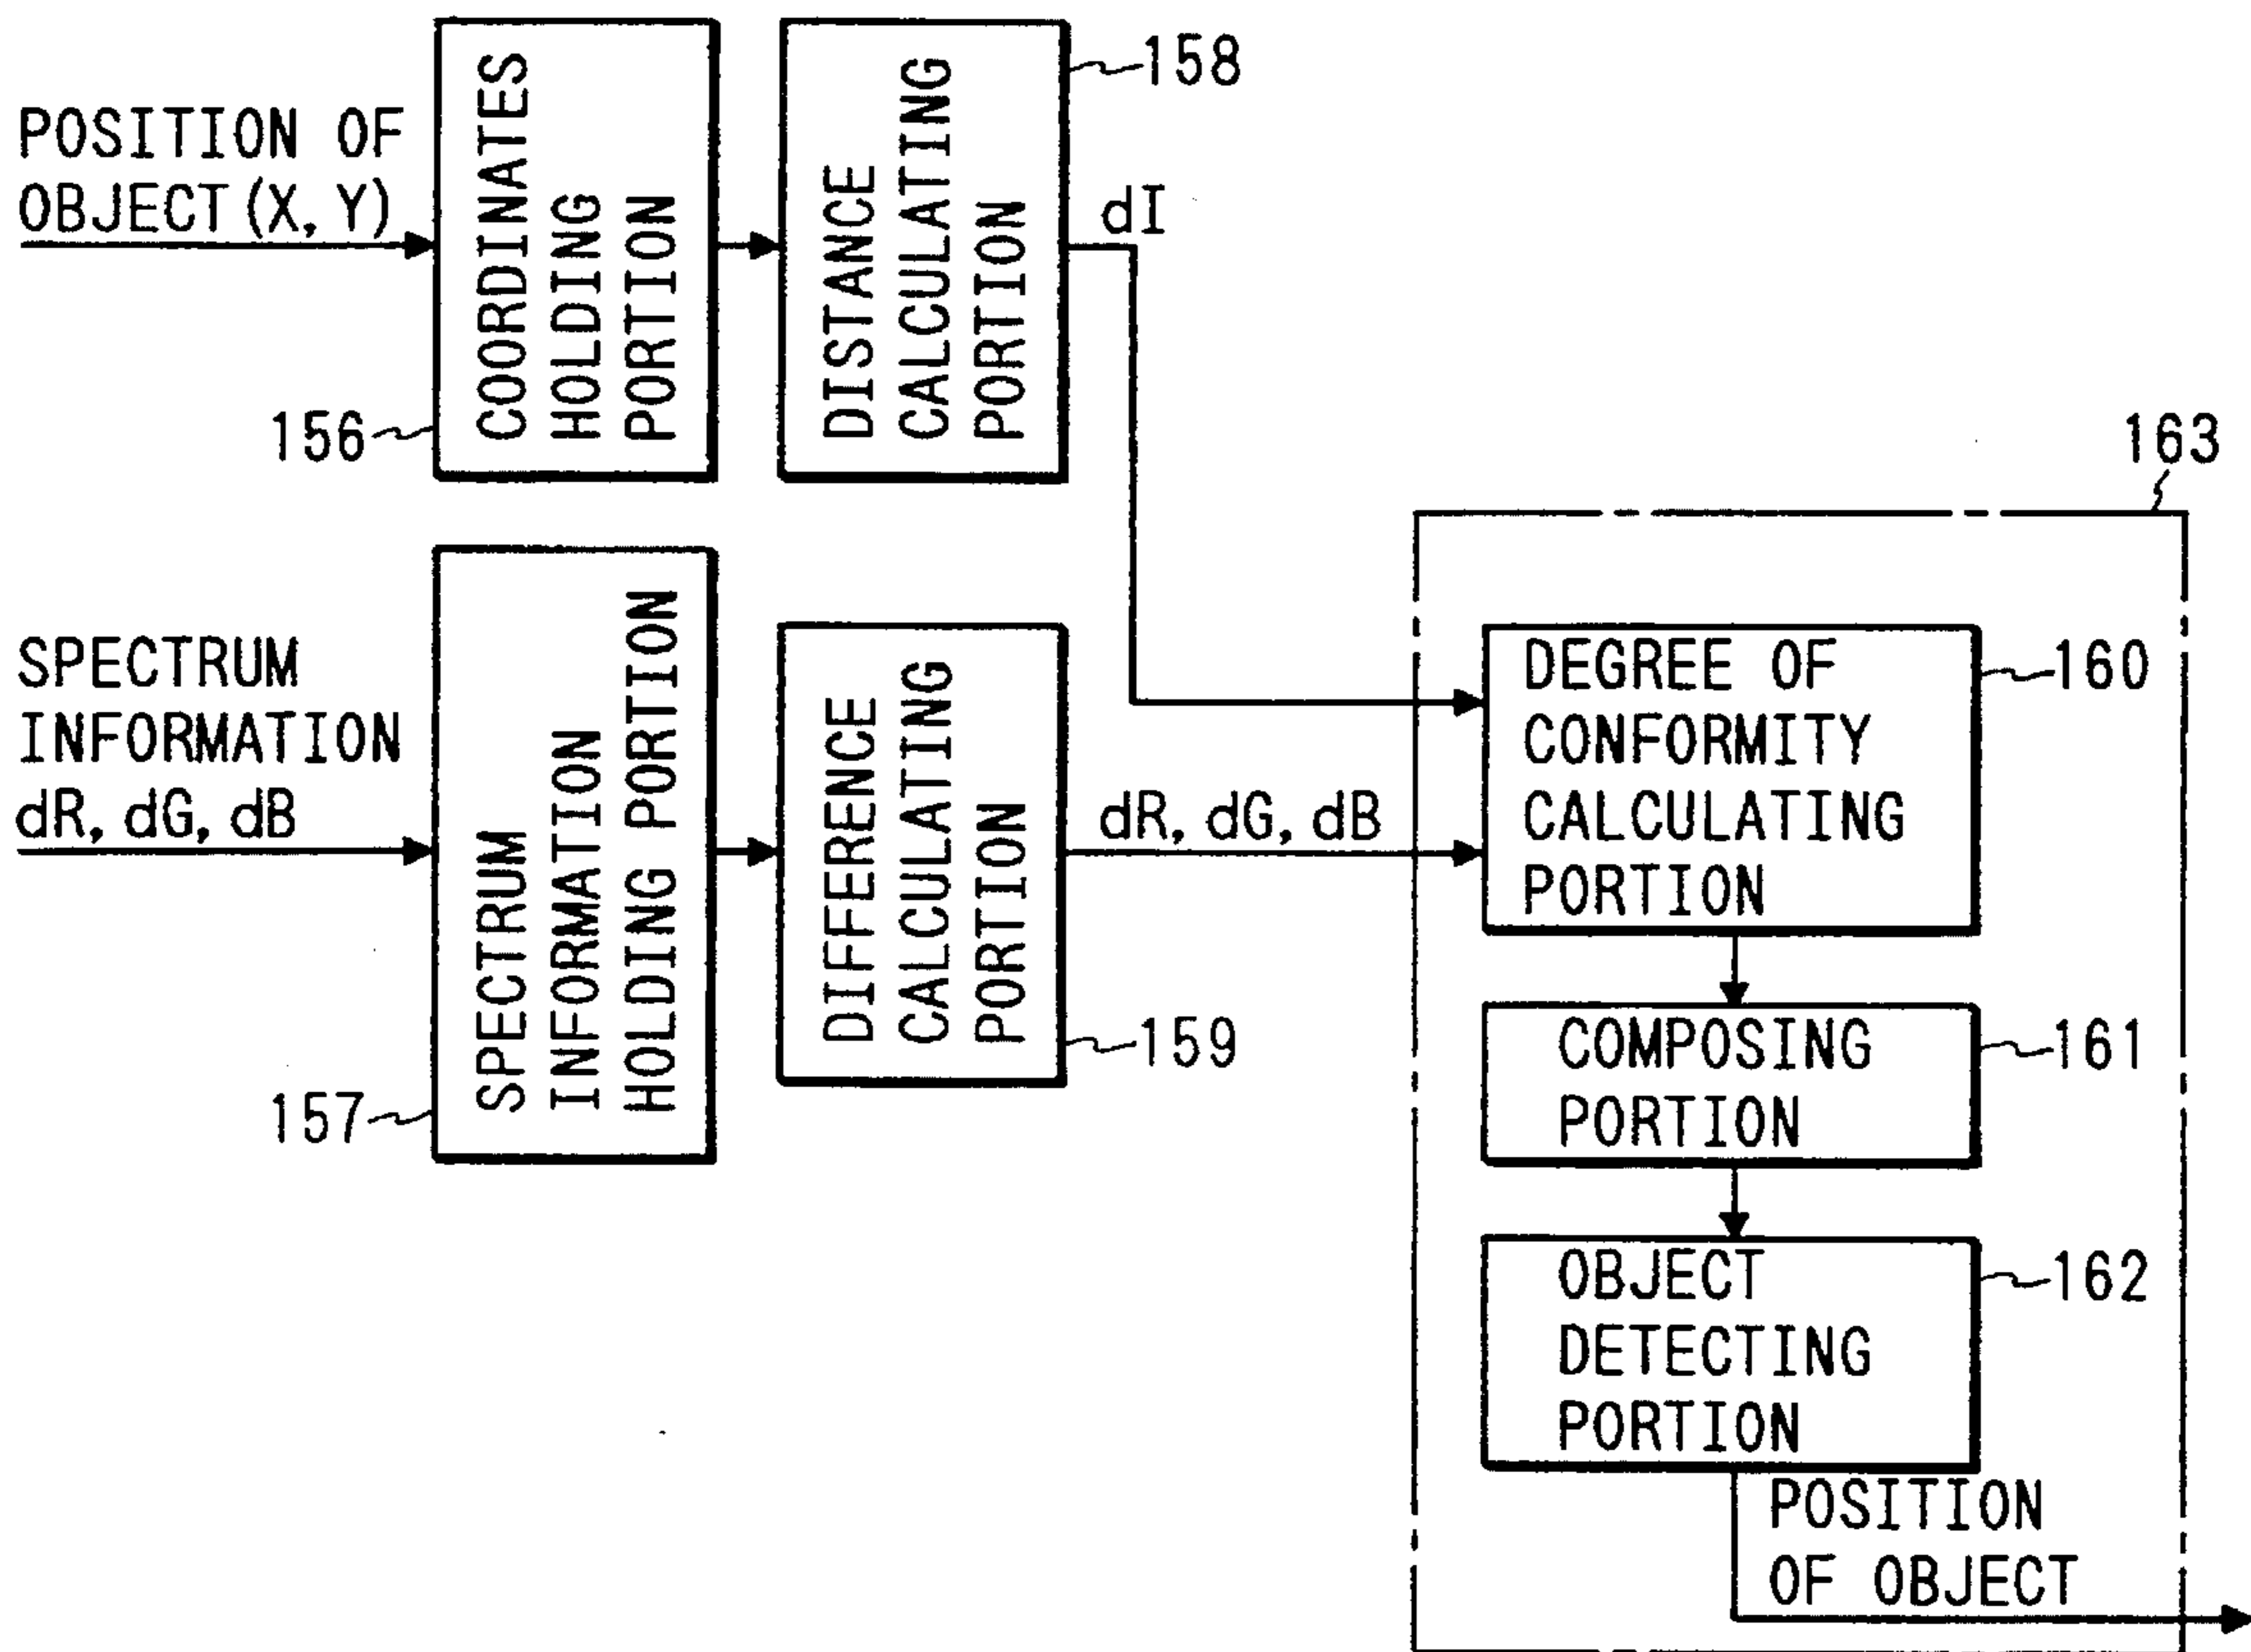 POSITION OF
OBJECT (X, Y)
156
COORDINATES
HOLDING
PORTION
DISTANCE
CALCULATING
PORTION
158
dI
SPECTRUM
INFORMATION
dR, dG, dB
157
SPECTRUM
INFORMATION
HOLDING PORTION
DIFFERENCE
CALCULATING
PORTION
159
dR, dG, dB
163
DEGREE OF
CONFORMITY
CALCULATING
PORTION
160
COMPOSING
PORTION
161
OBJECT
DETECTING
PORTION
162
POSITION
OF OBJECT